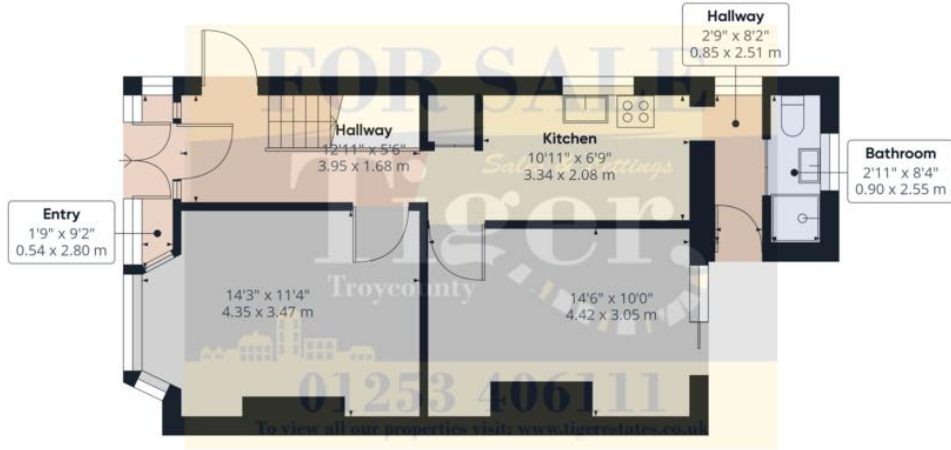 Hallway
2'9" x 8'2"
0.85 x 2.51 m
FOR SALE
Hallway
12'11" x 5'6"
3.95 x 1.68 m
Kitchen
10'11" x 6'9"
3.34 x 2.08 m
Sales & Lettings
Bathroom
2'11" x 8'4"
0.90 x 2.55 m
Tiger.
Entry
1'9" x 9'2"
0.54 x 2.80 m
Troycounty
14'3" x 11'4"
4.35 x 3.47 m
14'6" x 10'0"
4.42 x 3.05 m
01253 406111
To view all our properties visit: www.tigerestates.co.uk